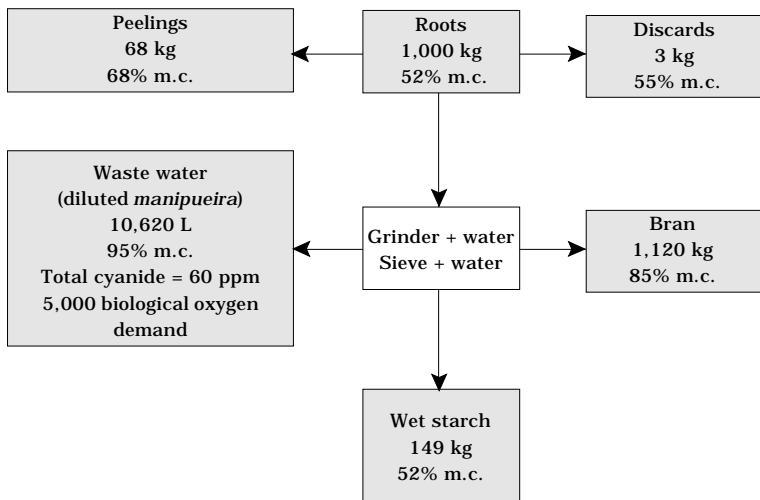 Peelings
68 kg
68% m.c.
Roots
1,000 kg
52% m.c.
Discards
3 kg
55% m.c.
Waste water
(diluted manipueira)
10,620 L
95% m.c.
Total cyanide = 60 ppm
5,000 biological oxygen
demand
Grinder + water
Sieve + water
Bran
1,120 kg
85% m.c.
Wet starch
149 kg
52% m.c.